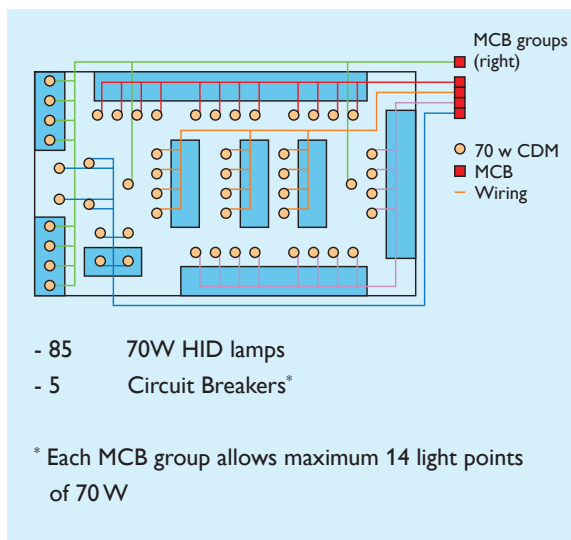 MCB groups
(right)
70 w CDM
MCB
Wiring
- 85 70W HID lamps
- 5 Circuit Breakers*
* Each MCB group allows maximum 14 light points
of 70 W